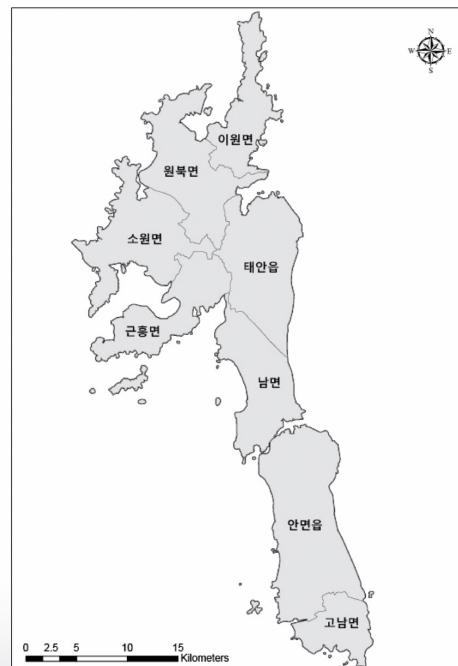 N
W E
S
이원면
원북면
소원면
태안읍
근흥면
남면
안면읍
고남면
0 2.5 5 10 15
Kilometers